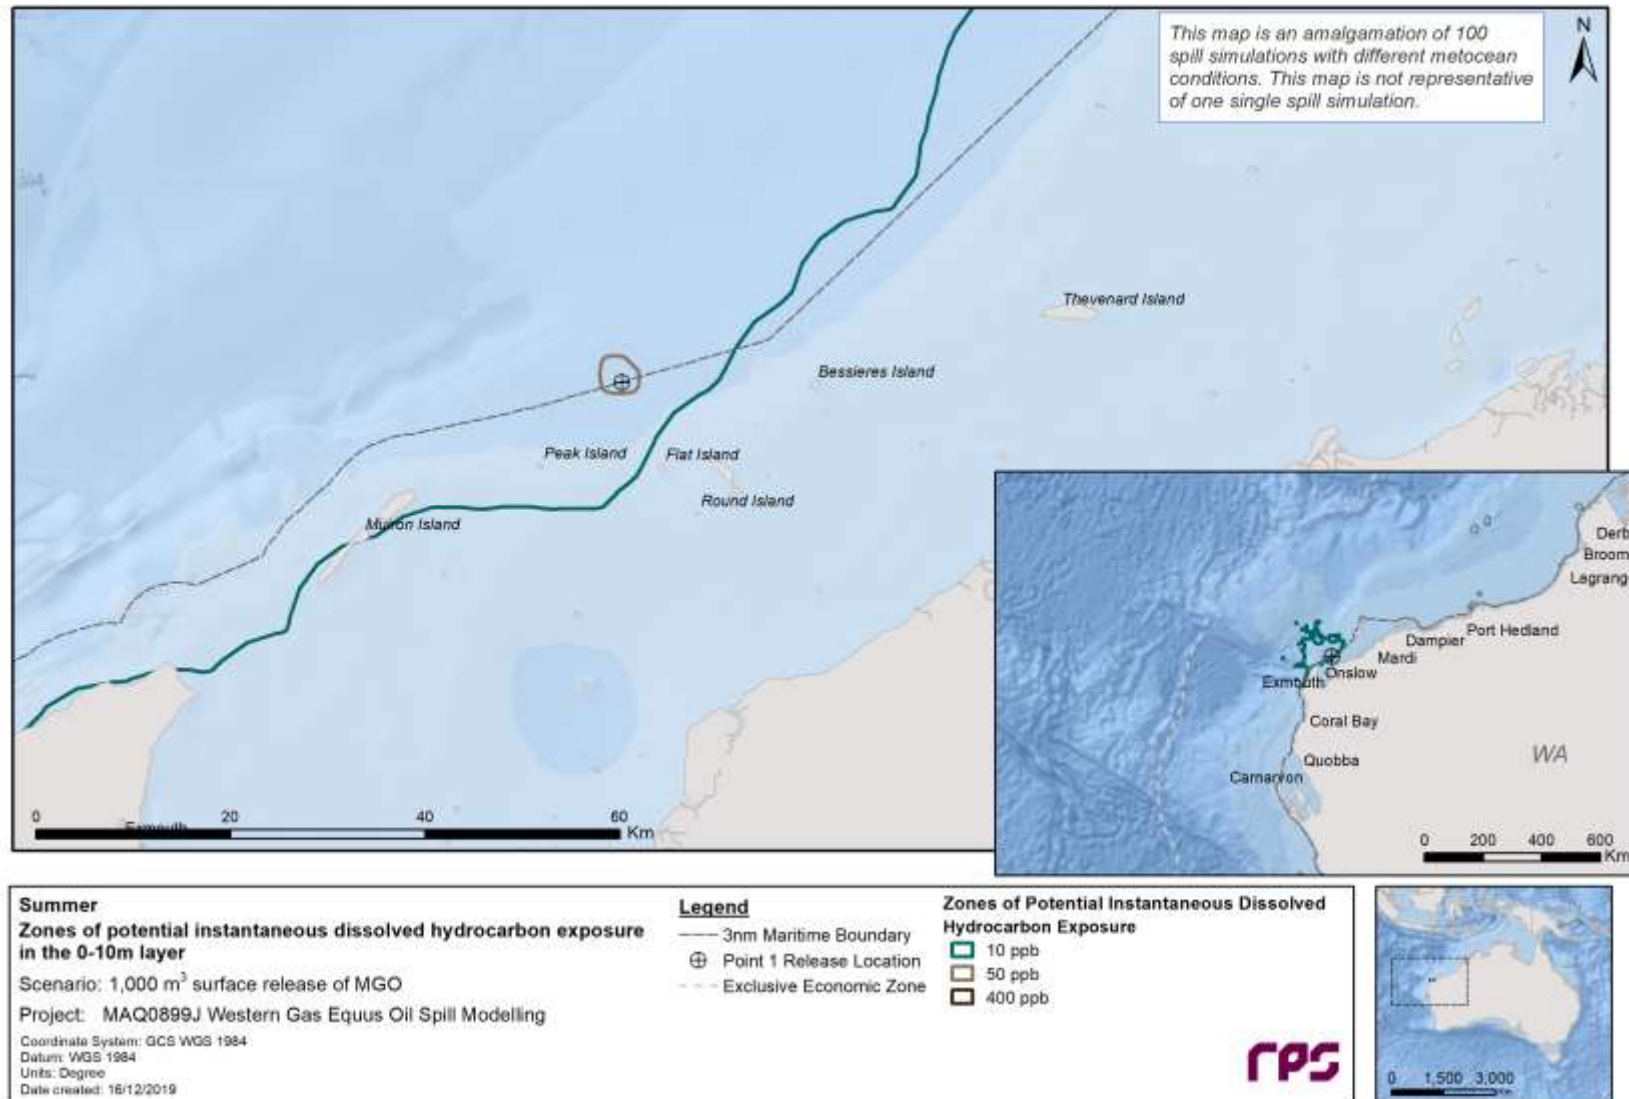 This map is an amalgamation of 100
spill simulations with different metocean
conditions. This map is not representative
of one single spill simulation.
N
Thevenard Island
Bessieres Island
Peak Island
Flat Island
Round Island
Muiron Island
Exmouth
0 20 40 60 Km
Derb
Broom
Lagrang
Port Hedland
Dampier
Mardi
Onslow
Exmouth
Coral Bay
Quobba
WA
Carnarvon
0 200 400 600
Km
Summer
Zones of potential instantaneous dissolved hydrocarbon exposure
in the 0-10m layer
Scenario: 1,000 m³ surface release of MGO
Project: MAQ0899J Western Gas Equus Oil Spill Modelling
Coordinate System: GCS WGS 1984
Datum: WGS 1984
Units: Degree
Date created: 16/12/2019
Legend
3nm Maritime Boundary
Point 1 Release Location
Exclusive Economic Zone
Zones of Potential Instantaneous Dissolved
Hydrocarbon Exposure
10 ppb
50 ppb
400 ppb
rps
0 1,500 3,000